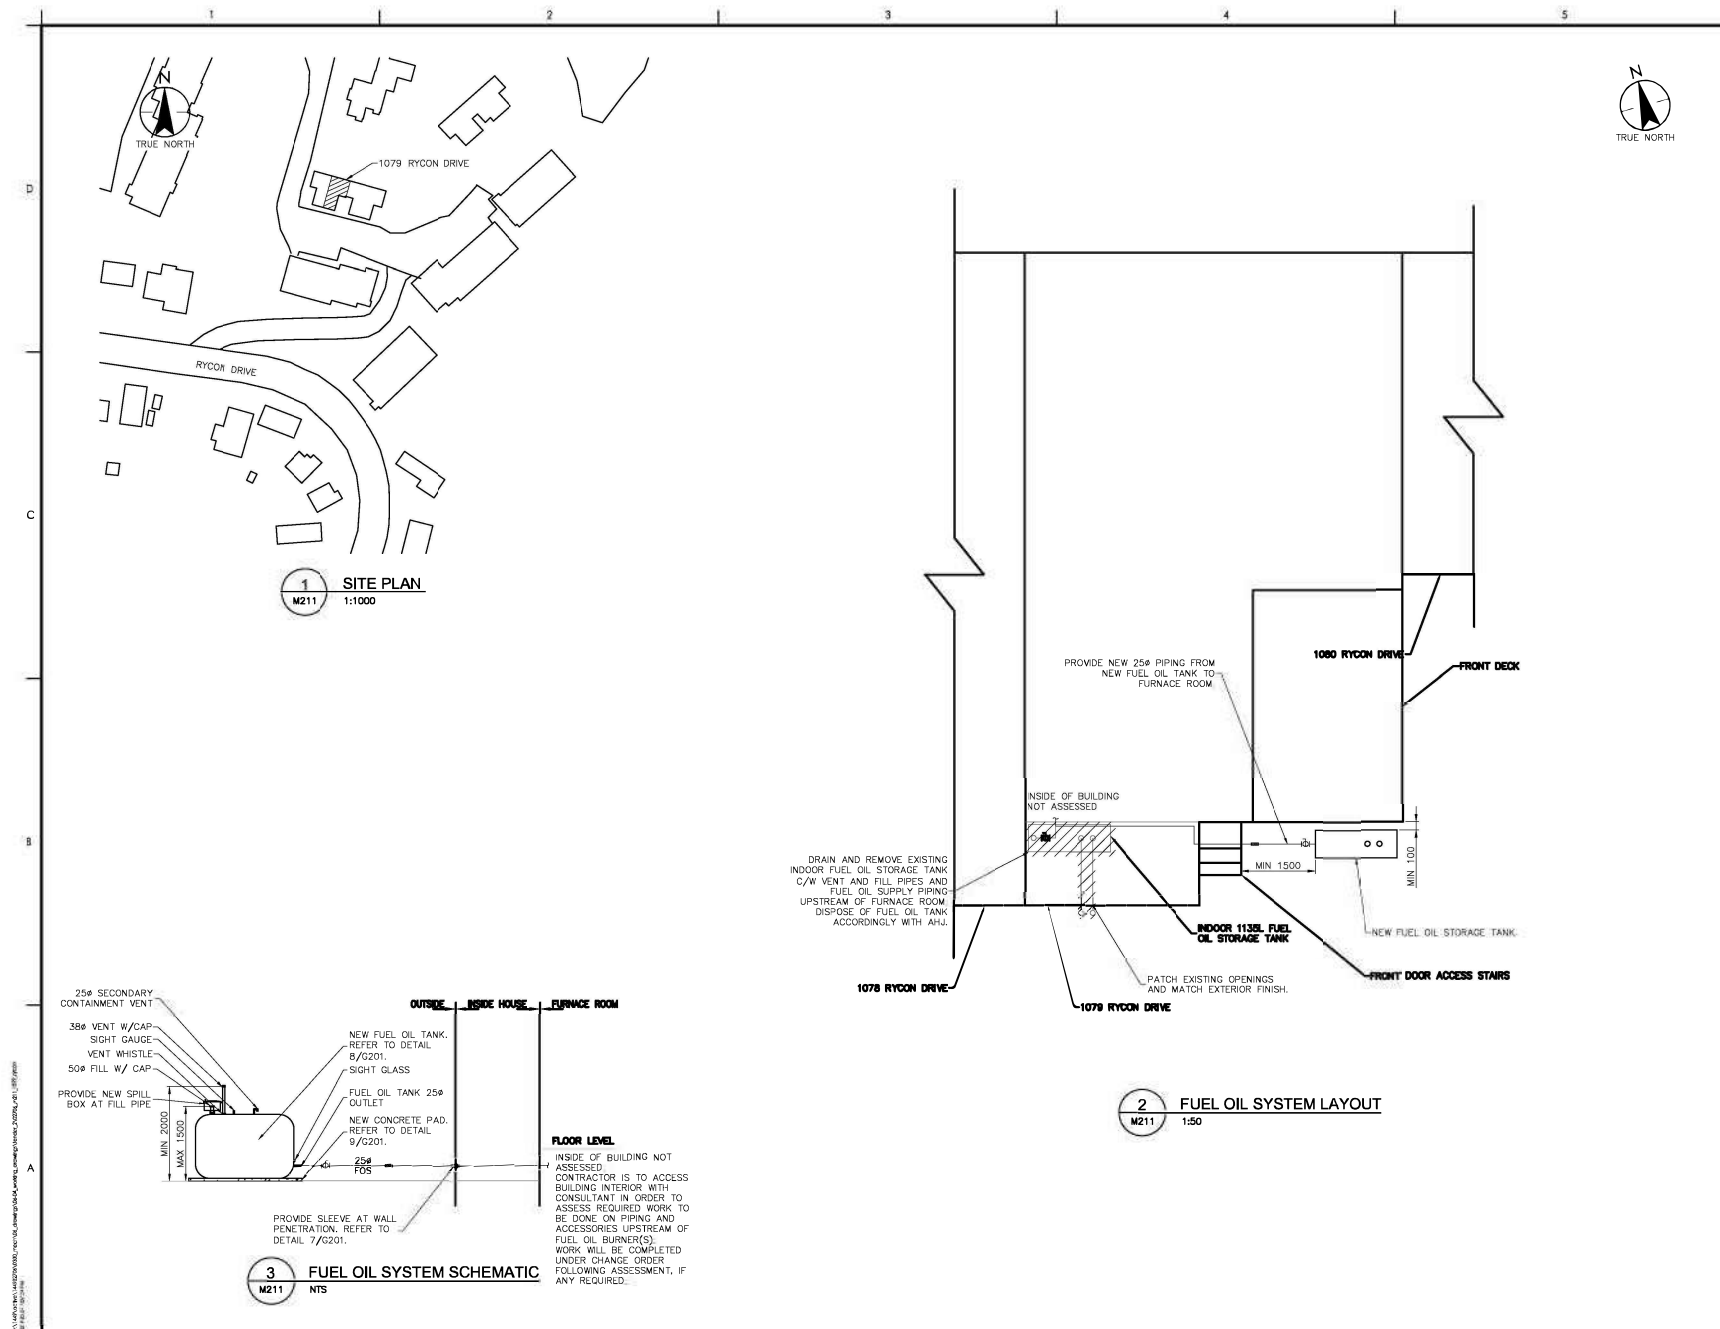 1
2
3
4
5
D
C
B
A
N
TRUE NORTH
1079 RYCON DRIVE
RYCON DRIVE
1
M211
SITE PLAN
1:1000
N
TRUE NORTH
PROVIDE NEW 25ø PIPING FROM
NEW FUEL OIL TANK TO
FURNACE ROOM
1080 RYCON DRIVE
FRONT DECK
INSIDE OF BUILDING
NOT ASSESSED
DRAIN AND REMOVE EXISTING
INDOOR FUEL OIL STORAGE TANK
C/W VENT AND FILL PIPES AND
FUEL OIL SUPPLY PIPING
UPSTREAM OF FURNACE ROOM.
DISPOSE OF FUEL OIL TANK
ACCORDINGLY WITH AHJ.
MIN 1500
MIN 100
INDOOR 1135L FUEL
OIL STORAGE TANK
NEW FUEL OIL STORAGE TANK.
FRONT DOOR ACCESS STAIRS
PATCH EXISTING OPENINGS
AND MATCH EXTERIOR FINISH.
1078 RYCON DRIVE
1079 RYCON DRIVE
2
M211
FUEL OIL SYSTEM LAYOUT
1:50
25ø SECONDARY
CONTAINMENT VENT
38ø VENT W/CAP
SIGHT GAUGE
VENT WHISTLE
50ø FILL W/ CAP
PROVIDE NEW SPILL
BOX AT FILL PIPE
MIN 2000
MAX 1500
OUTSIDE
INSIDE HOUSE
FURNACE ROOM
NEW FUEL OIL TANK.
REFER TO DETAIL
8/G201.
SIGHT GLASS
FUEL OIL TANK 25ø
OUTLET
NEW CONCRETE PAD.
REFER TO DETAIL
9/G201.
25ø
FOS
PROVIDE SLEEVE AT WALL
PENETRATION. REFER TO
DETAIL 7/G201.
FLOOR LEVEL
INSIDE OF BUILDING NOT
ASSESSED.
CONTRACTOR IS TO ACCESS
BUILDING INTERIOR WITH
CONSULTANT IN ORDER TO
ASSESS REQUIRED WORK TO
BE DONE ON PIPING AND
ACCESSORIES UPSTREAM OF
FUEL OIL BURNER(S).
WORK WILL BE COMPLETED
UNDER CHANGE ORDER
FOLLOWING ASSESSMENT, IF
ANY REQUIRED.
3
M211
FUEL OIL SYSTEM SCHEMATIC
NTS